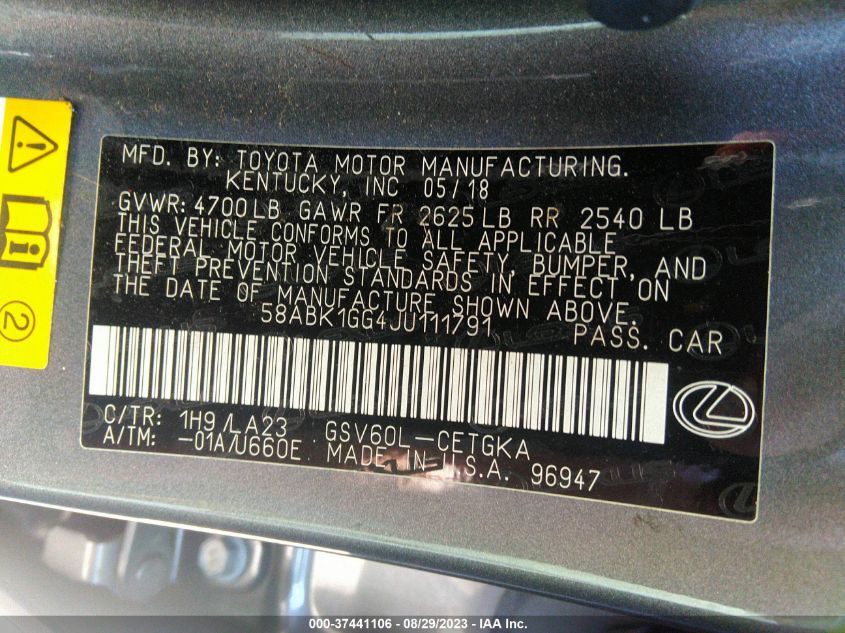 MFD. BY: TOYOTA MOTOR MANUFACTURING.
KENTUCKY, INC 05/18
GVWR: 4700LB GAWR FR 2625LB RR 2540 LB
THIS VEHICLE CONFORMS TO ALL APPLICABLE
FEDERAL MOTOR VEHICLE SAFETY, BUMPER, AND
THEFT PREVENTION STANDARDS IN EFFECT ON
THE DATE OF MANUFACTURE SHOWN ABOVE.
58ABK1GG4JU111791 PASS. CAR
C/TR: 1H9/LA23 GSV60L-CETGKA
A/TM: -01A/U660E MADE IN U.S.A. 96947
2
000-37441106 - 08/29/2023 - © Copyright 2023 - IAA Inc.